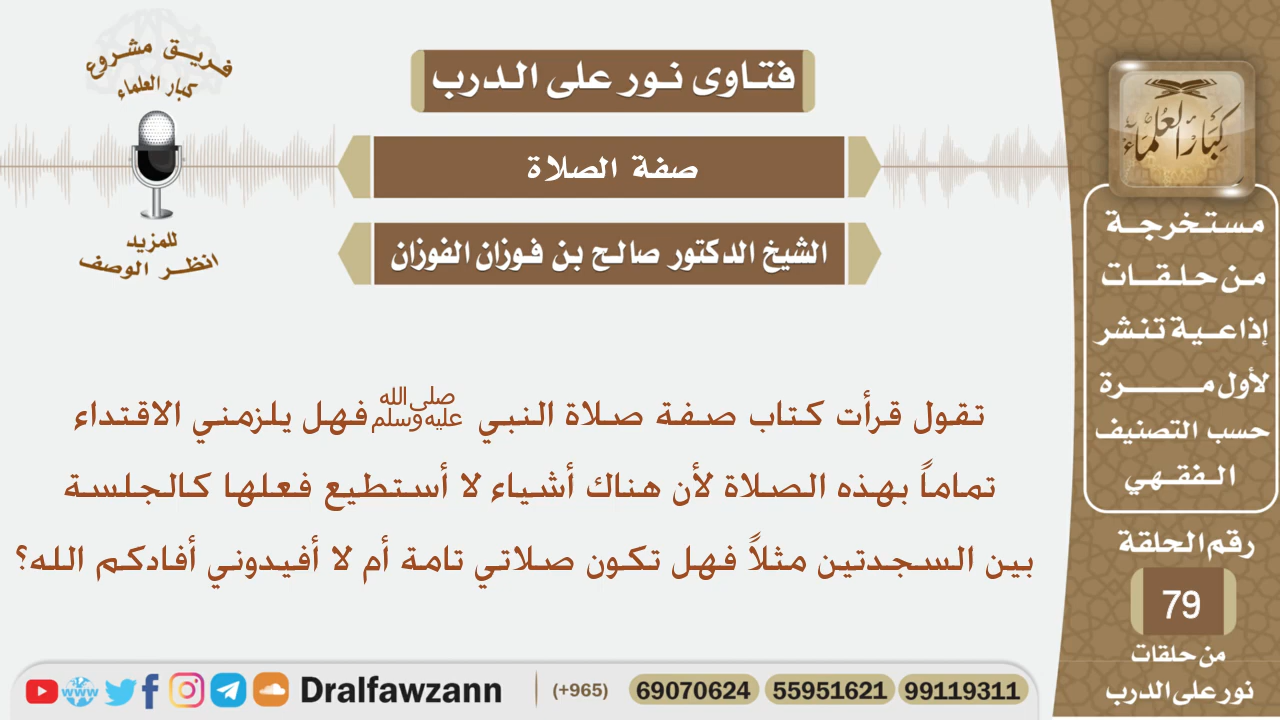 فريق مشروع
كبار العلماء
للمزيد
انظر الوصف
فتاوى نور على الدرب
صفة الصلاة
الشيخ الدكتور صالح بن فوزان الفوزان
تقول قرأت كتاب صفة صلاة النبي ﷺ فهل يلزمني الاقتداء
تماماً بهذه الصلاة لأن هناك أشياء لا أستطيع فعلها كالجلسة
بين السجدتين مثلاً فهل تكون صلاتي تامة أم لا أفيدوني أفادكم الله؟
كبار العلماء
مستخرجة
من حلقات
إذاعية تنشر
لأول مرة
حسب التصنيف
الفقهي
رقم الحلقة
79
من حلقات
نور على الدرب
www
Dralfawzann
(+965) 69070624 55951621 99119311